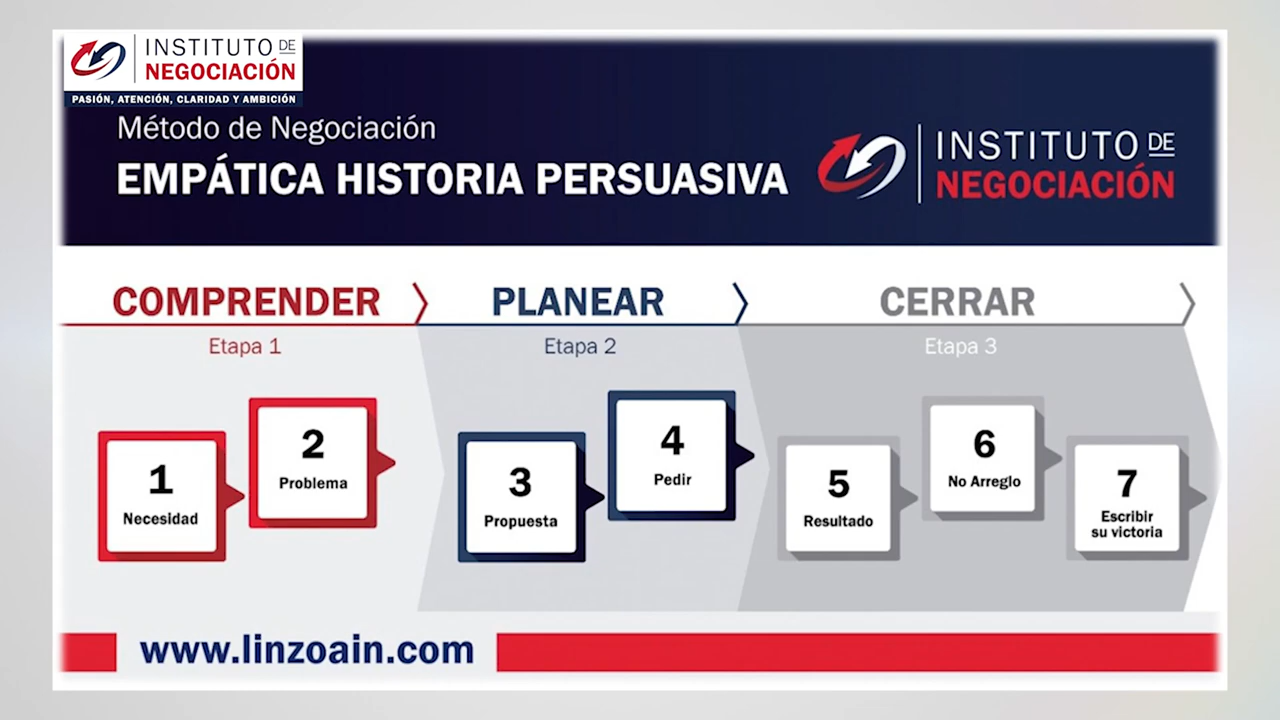 INSTITUTO DE
NEGOCIACIÓN
PASIÓN, ATENCIÓN, CLARIDAD Y AMBICIÓN
Método de Negociación
EMPÁTICA HISTORIA PERSUASIVA
INSTITUTO DE
NEGOCIACIÓN
COMPRENDER
Etapa 1
PLANEAR
Etapa 2
CERRAR
Etapa 3
1
Necesidad
2
Problema
3
Propuesta
4
Pedir
5
Resultado
6
No Arreglo
7
Escribir
su victoria
www.linzoain.com